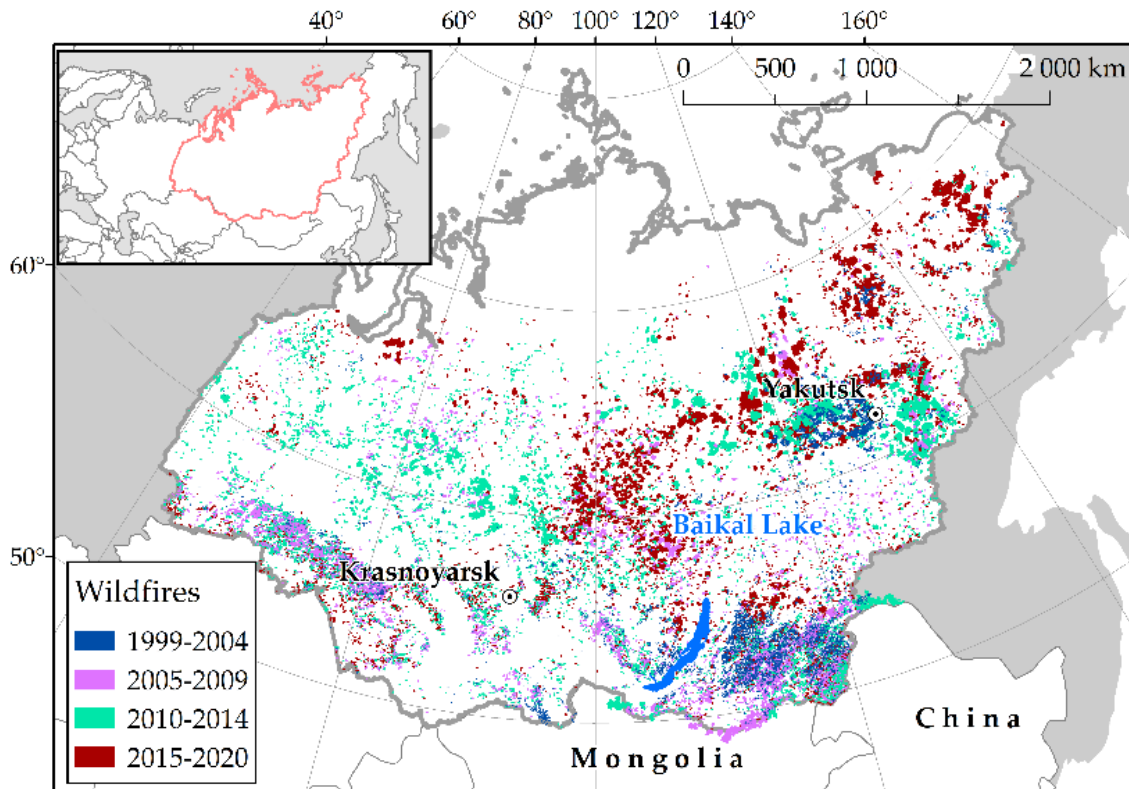 40° 60° 80° 100° 120° 140° 160°
0 500 1 000 2 000 km
60°
Yakutsk
Baikal Lake
50°
Krasnoyarsk
Wildfires
1999-2004
2005-2009
2010-2014
2015-2020
China
Mongolia